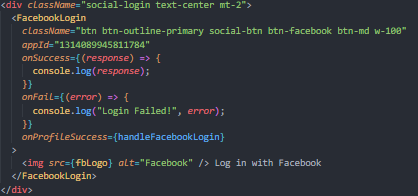 <div className="social-login text-center mt-2">
<FacebookLogin
className="btn btn-outline-primary social-btn btn-facebook btn-md w-100"
appId="1314089945811784"
onSuccess={(response) => {
console.log(response);
}}
onFail={(error) => {
console.log("Login Failed!", error);
}}
onProfileSuccess={handleFacebookLogin}
>
<img src={fbLogo} alt="Facebook" /> Log in with Facebook
</FacebookLogin>
</div>